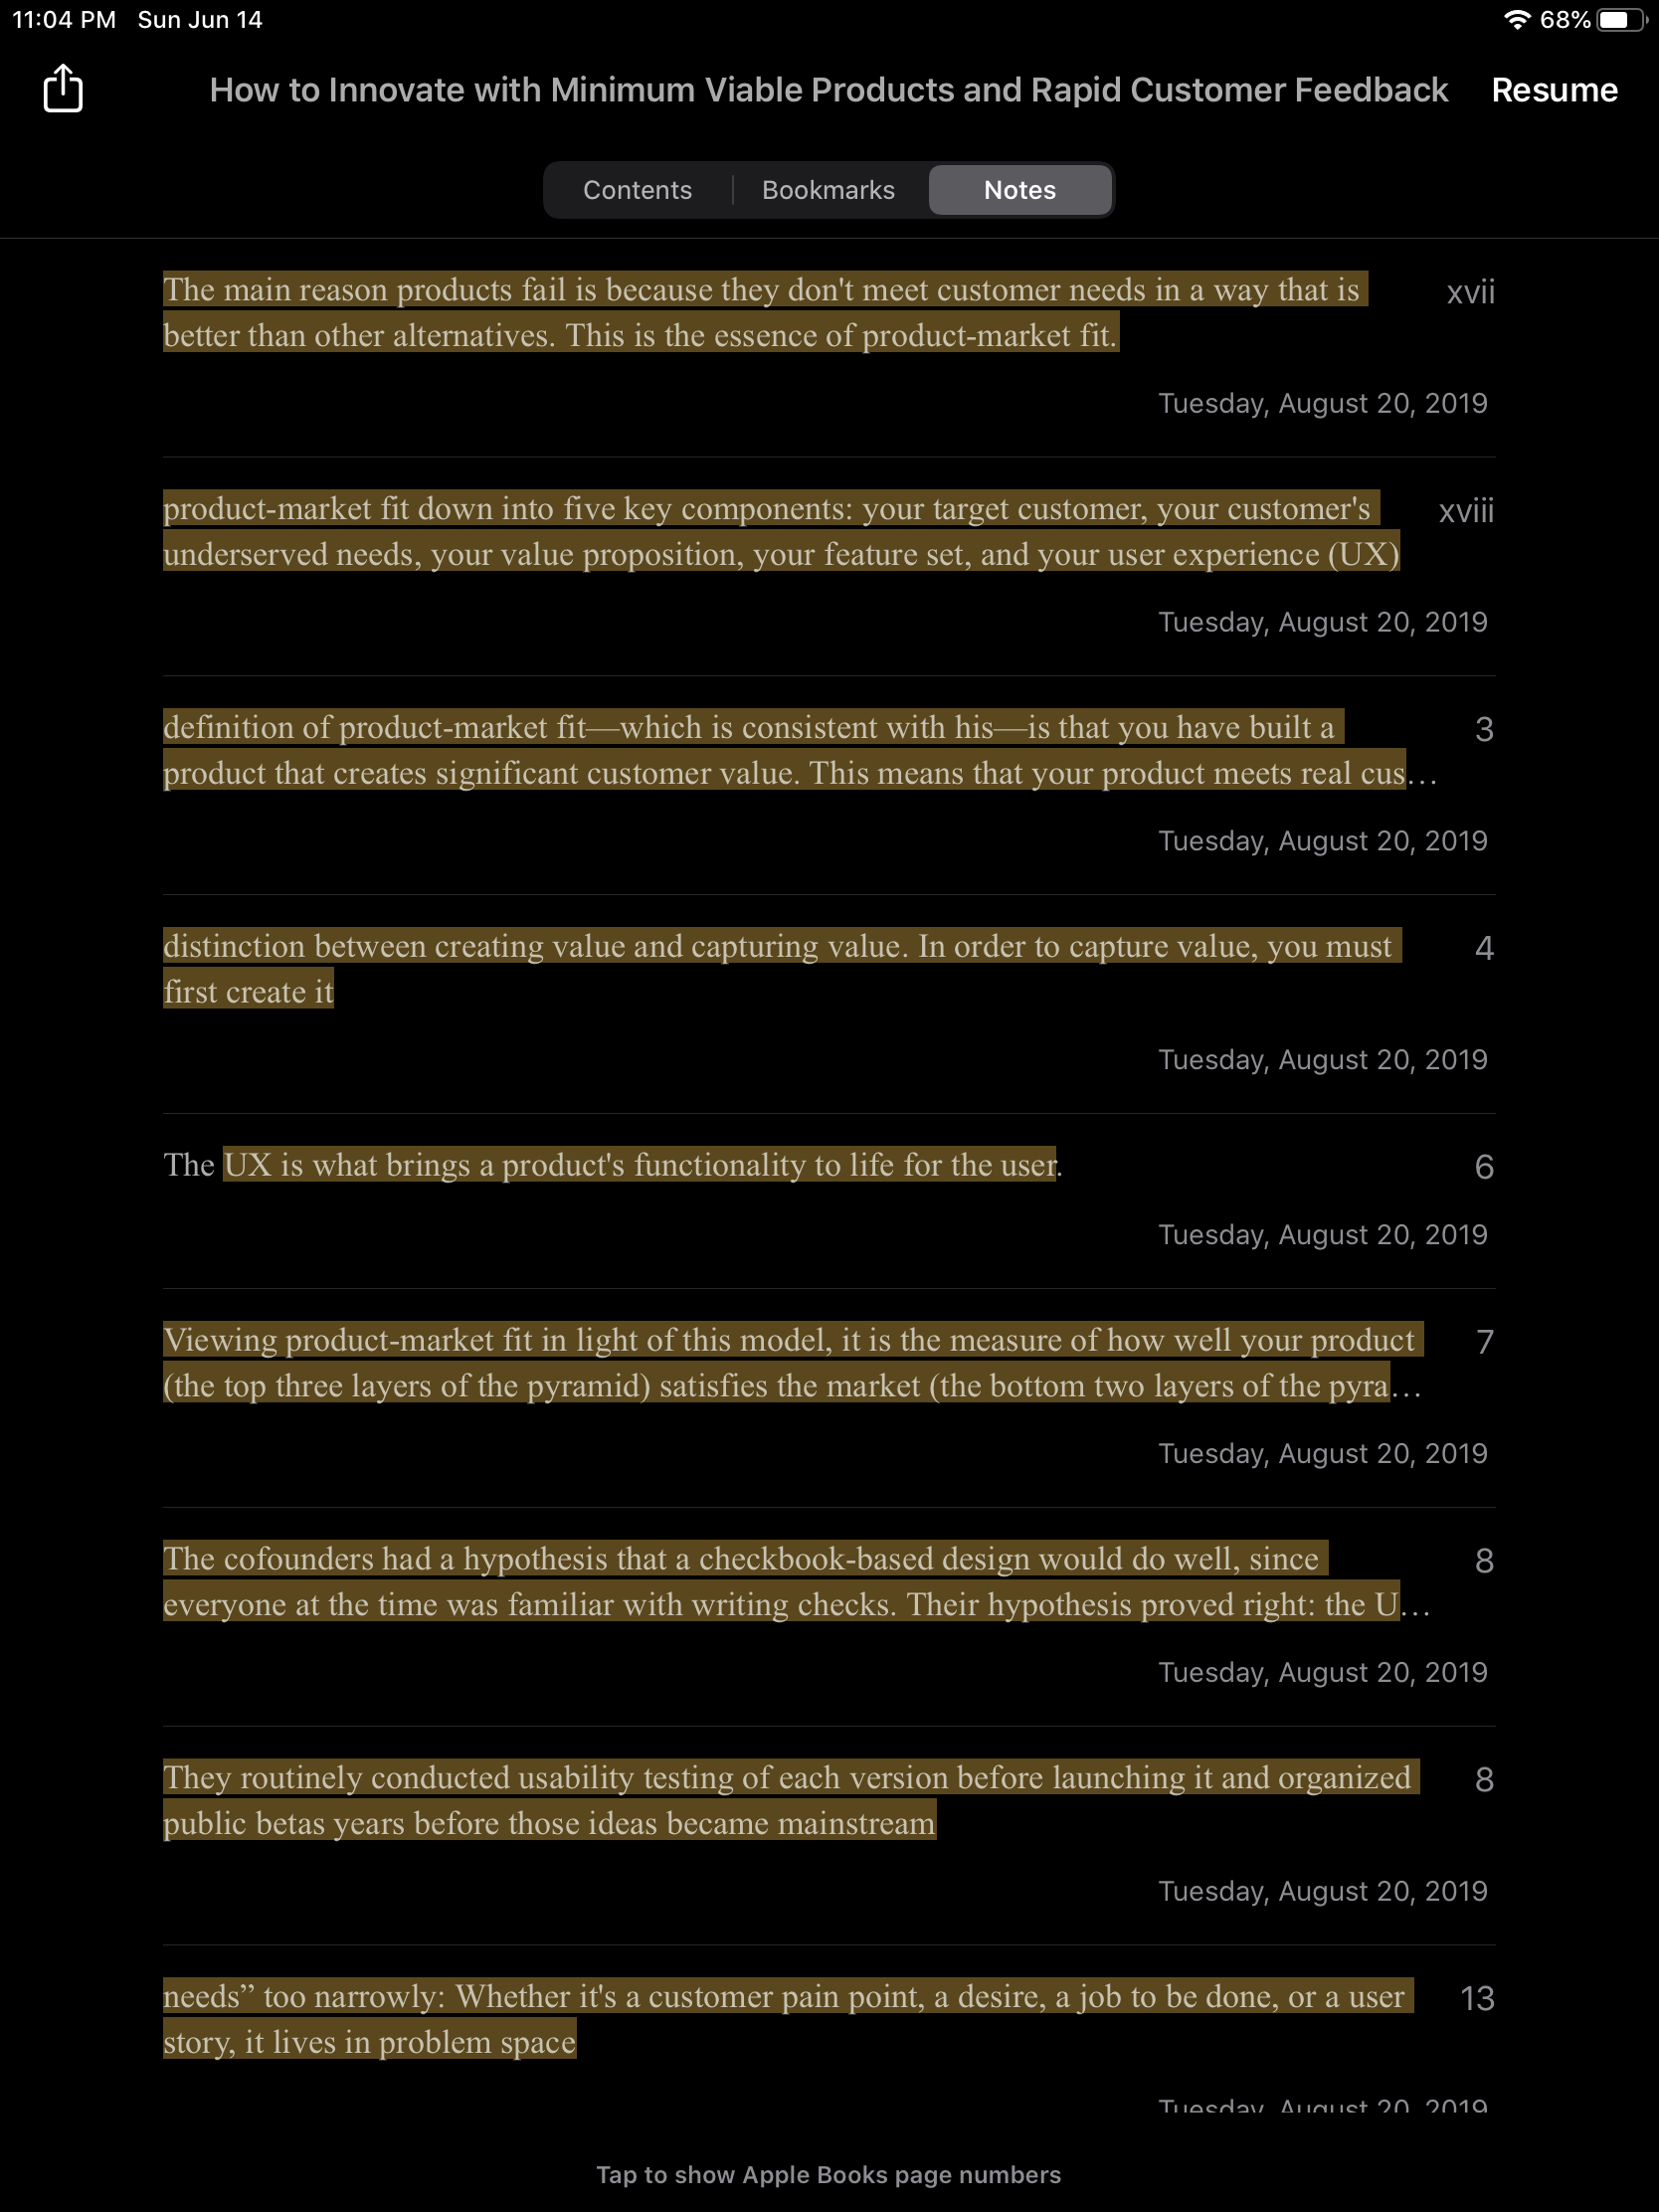 11:04 PM Sun Jun 14 68%
How to Innovate with Minimum Viable Products and Rapid Customer Feedback Resume
Contents Bookmarks Notes
The main reason products fail is because they don't meet customer needs in a way that is xvii
better than other alternatives. This is the essence of product-market fit.
Tuesday, August 20, 2019
product-market fit down into five key components: your target customer, your customer's xviii
underserved needs, your value proposition, your feature set, and your user experience (UX)
Tuesday, August 20, 2019
definition of product-market fit—which is consistent with his—is that you have built a 3
product that creates significant customer value. This means that your product meets real cus…
Tuesday, August 20, 2019
distinction between creating value and capturing value. In order to capture value, you must 4
first create it
Tuesday, August 20, 2019
The UX is what brings a product's functionality to life for the user. 6
Tuesday, August 20, 2019
Viewing product-market fit in light of this model, it is the measure of how well your product 7
(the top three layers of the pyramid) satisfies the market (the bottom two layers of the pyra…
Tuesday, August 20, 2019
The cofounders had a hypothesis that a checkbook-based design would do well, since 8
everyone at the time was familiar with writing checks. Their hypothesis proved right: the U…
Tuesday, August 20, 2019
They routinely conducted usability testing of each version before launching it and organized 8
public betas years before those ideas became mainstream
Tuesday, August 20, 2019
needs” too narrowly: Whether it's a customer pain point, a desire, a job to be done, or a user 13
story, it lives in problem space
Tuesday, August 20, 2019
Tap to show Apple Books page numbers